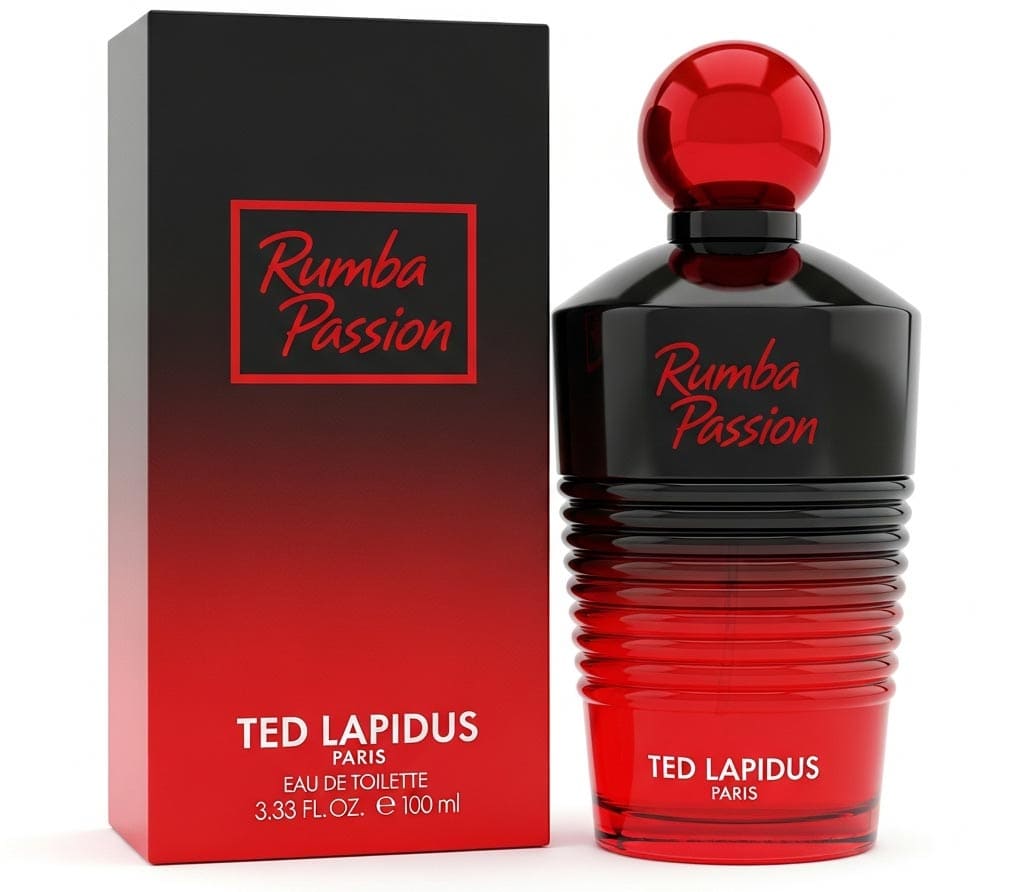 Rumba
Passion
TED LAPIDUS
PARIS
EAU DE TOILETTE
3.33 FL.OZ. ℮ 100 ml
Rumba
Passion
TED LAPIDUS
PARIS